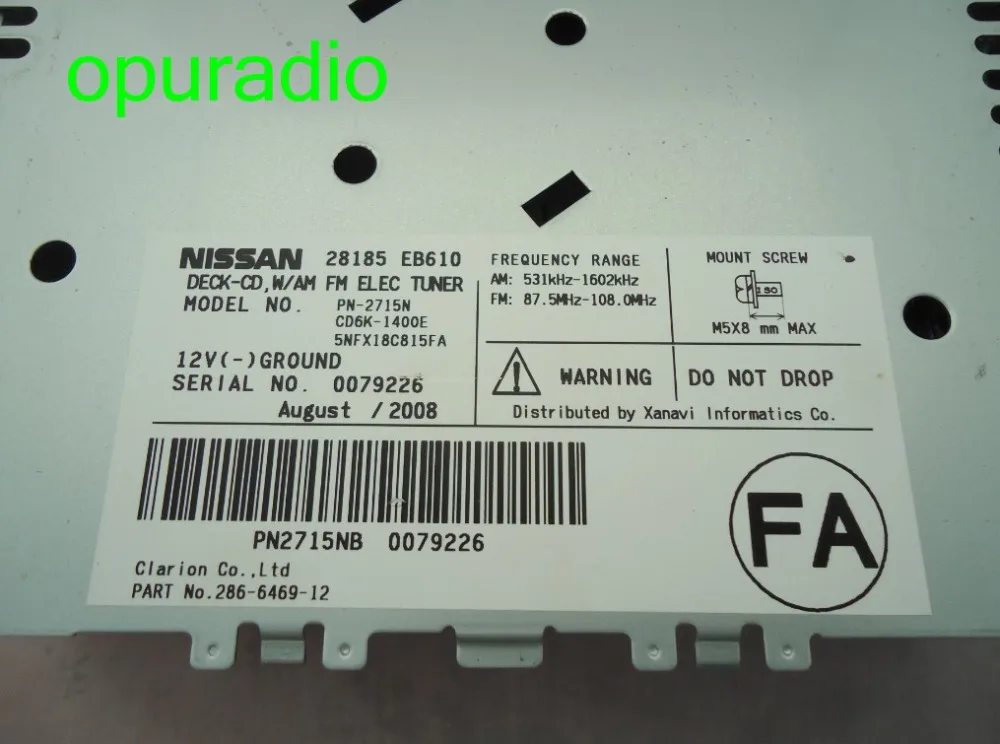 opuradio
NISSAN 28185 EB610
DECK-CD,W/AM FM ELEC TUNER
MODEL NO. PN-2715N
CD6K-1400E
5NFX18C815FA
12V(-)GROUND
SERIAL NO. 0079226
August /2008
FREQUENCY RANGE
AM: 531kHz-1602kHz
FM: 87.5MHz-108.0MHz
MOUNT SCREW
ISO
M5X8 mm MAX
WARNING
DO NOT DROP
Distributed by Xanavi Informatics Co.
PN2715NB 0079226
Clarion Co.,Ltd
PART No.286-6469-12
FA